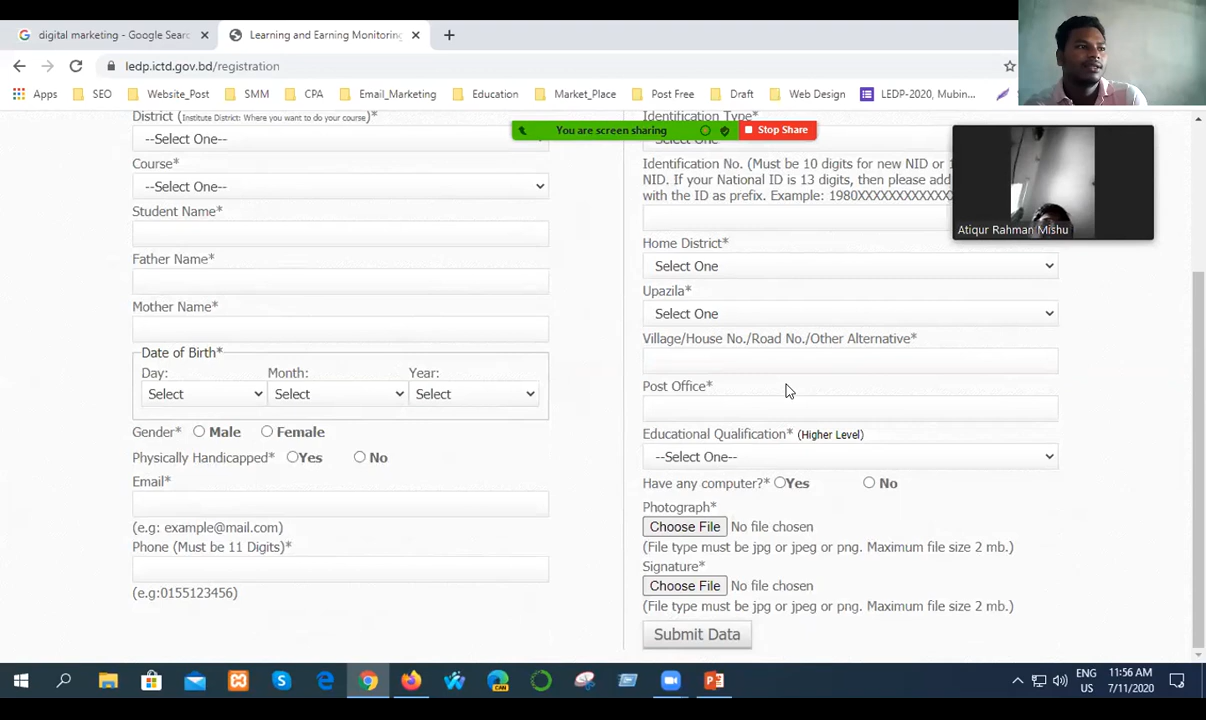 digital marketing - Google Sear
Learning and Earning Monitoring
ledp.ictd.gov.bd/registration
Apps
SEO
Website_Post
SMM
CPA
Email_Marketing
Education
Market_Place
Post Free
Draft
Web Design
LEDP-2020, Mubin...
You are screen sharing
Stop Share
District (Institute District: Where you want to do your course)*
--Select One--
Course*
--Select One--
Student Name*
Father Name*
Mother Name*
Date of Birth*
Day: Month: Year:
Select Select Select
Gender* Male Female
Physically Handicapped* Yes No
Email*
(e.g: example@mail.com)
Phone (Must be 11 Digits)*
(e.g:0155123456)
Identification Type*
--Select One--
Identification No. (Must be 10 digits for new NID or 1
NID. If your National ID is 13 digits, then please add
with the ID as prefix. Example: 1980XXXXXXXXXXXX
Atiqur Rahman Mishu
Home District*
Select One
Upazila*
Select One
Village/House No./Road No./Other Alternative*
Post Office*
Educational Qualification* (Higher Level)
--Select One--
Have any computer?* Yes No
Photograph*
Choose File No file chosen
(File type must be jpg or jpeg or png. Maximum file size 2 mb.)
Signature*
Choose File No file chosen
(File type must be jpg or jpeg or png. Maximum file size 2 mb.)
Submit Data
CAN
ENG
US
11:56 AM
7/11/2020